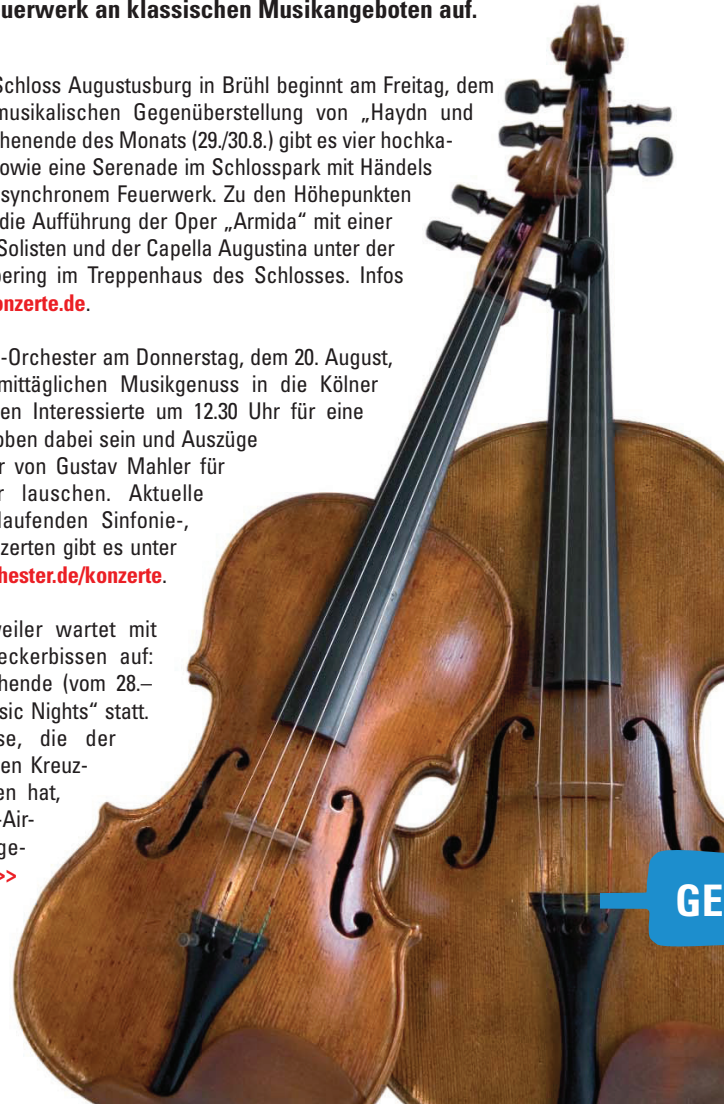 uerwerk an klassischen Musikangeboten auf.
Schloss Augustusburg in Brühl beginnt am Freitag, dem
musikalischen Gegenüberstellung von „Haydn und
henende des Monats (29./30.8.) gibt es vier hochka-
owie eine Serenade im Schlosspark mit Händels
synchronem Feuerwerk. Zu den Höhepunkten
die Aufführung der Oper „Armida“ mit einer
Solisten und der Capella Augustina unter der
ering im Treppenhaus des Schlosses. Infos
onzerte.de.
-Orchester am Donnerstag, dem 20. August,
mittäglichen Musikgenuss in die Kölner
en Interessierte um 12.30 Uhr für eine
oben dabei sein und Auszüge
r von Gustav Mahler für
r lauschen. Aktuelle
laufenden Sinfonie-,
zerten gibt es unter
hester.de/konzerte.
weiler wartet mit
eckerbissen auf:
hende (vom 28.–
sic Nights“ statt.
se, die der
en Kreuz-
en hat,
-Air-
ge-
>>
GE